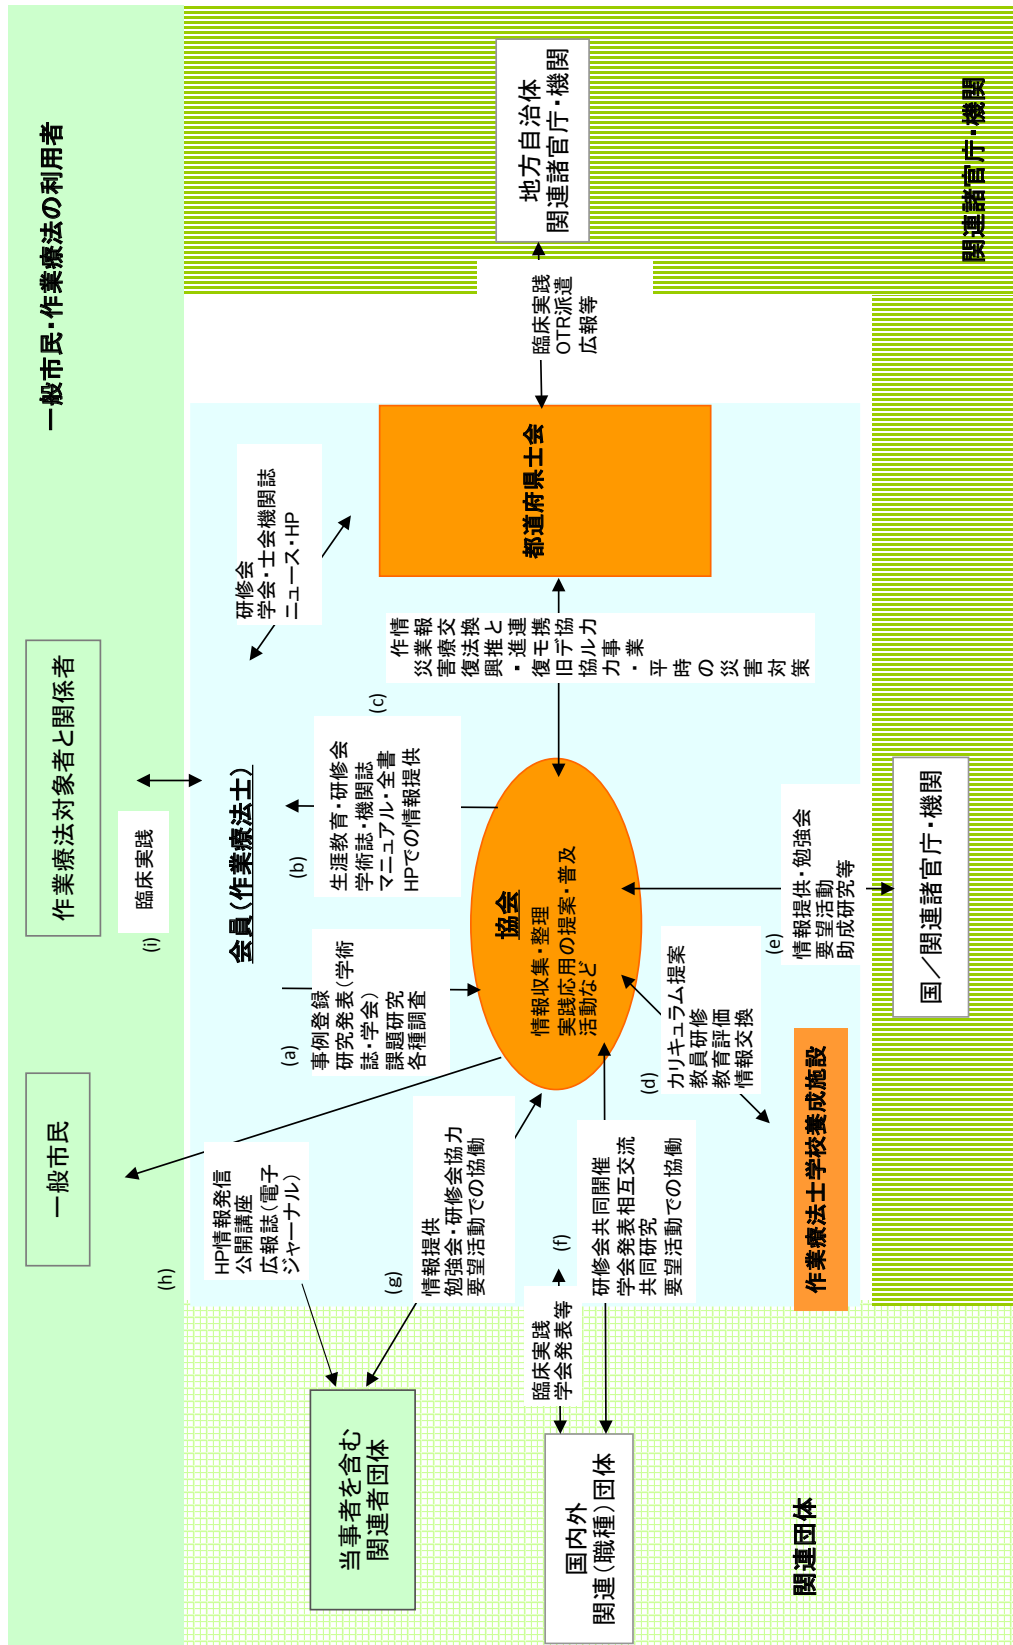 一般市民・作業療法の利用者
一般市民
作業療法対象者と関係者
(h)
(i)
臨床実践
HP情報発信
公開講座
広報誌(電子
ジャーナル)
会員(作業療法士)
研修会
学会・士会機関誌
ニュース・HP
(a)
事例登録
研究発表(学術
誌・学会)
課題研究
各種調査
(b)
生涯教育・研修会
学術誌・機関誌
マニュアル・全書
HPでの情報提供
(c)
情報交換と連携協力
作業療法推進モデル事業
災害復興・復旧協力・平時の災害対策
当事者を含む
関連者団体
(g)
情報提供
勉強会・研修会協力
要望活動での協働
協会
情報収集・整理
実践応用の提案・普及
活動など
都道府県士会
臨床実践
OTR派遣
広報等
地方自治体
関連諸官庁・機関
国内外
関連(職種)団体
臨床実践
学会発表等
(f)
研修会共同開催
学会発表相互交流
共同研究
要望活動での協働
(d)
カリキュラム提案
教員研修
教育評価
情報交換
(e)
情報提供・勉強会
要望活動
助成研究等
作業療法士学校養成施設
国/関連諸官庁・機関
関連団体
関連諸官庁・機関